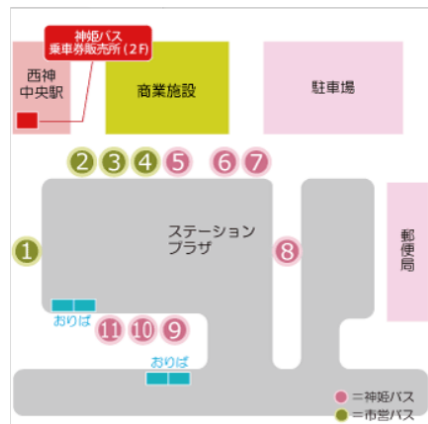 神姫バス
乗車券販売所(2F)
西神
中央駅
商業施設
駐車場
2
3
4
5
6
7
ステーション
プラザ
1
8
郵便局
おりば
11
10
9
おりば
=神姫バス
=市営バス